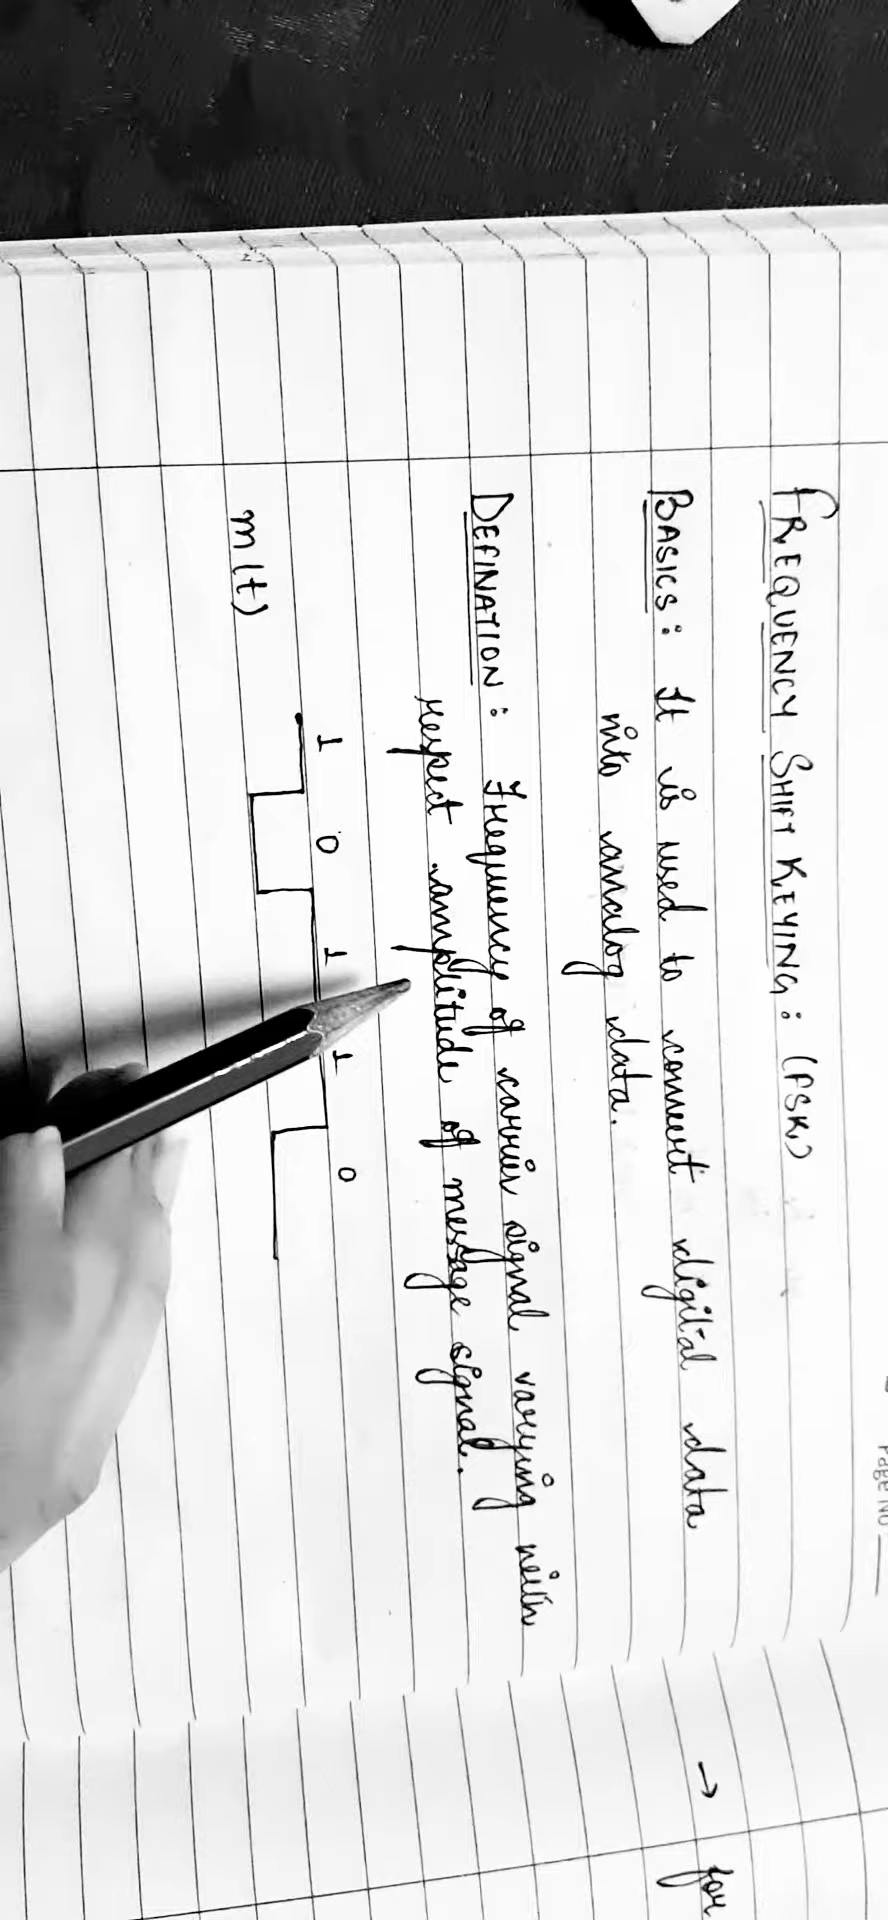 Page No
FREQUENCY SHIFT KEYING : (FSK)
BASICS : It is used to convert digital data
into analog data.
DEFINATION : Frequency of carrier signal varying with
respect amplitude of message signal.
1 0 1 1 0
m(t)
→ for